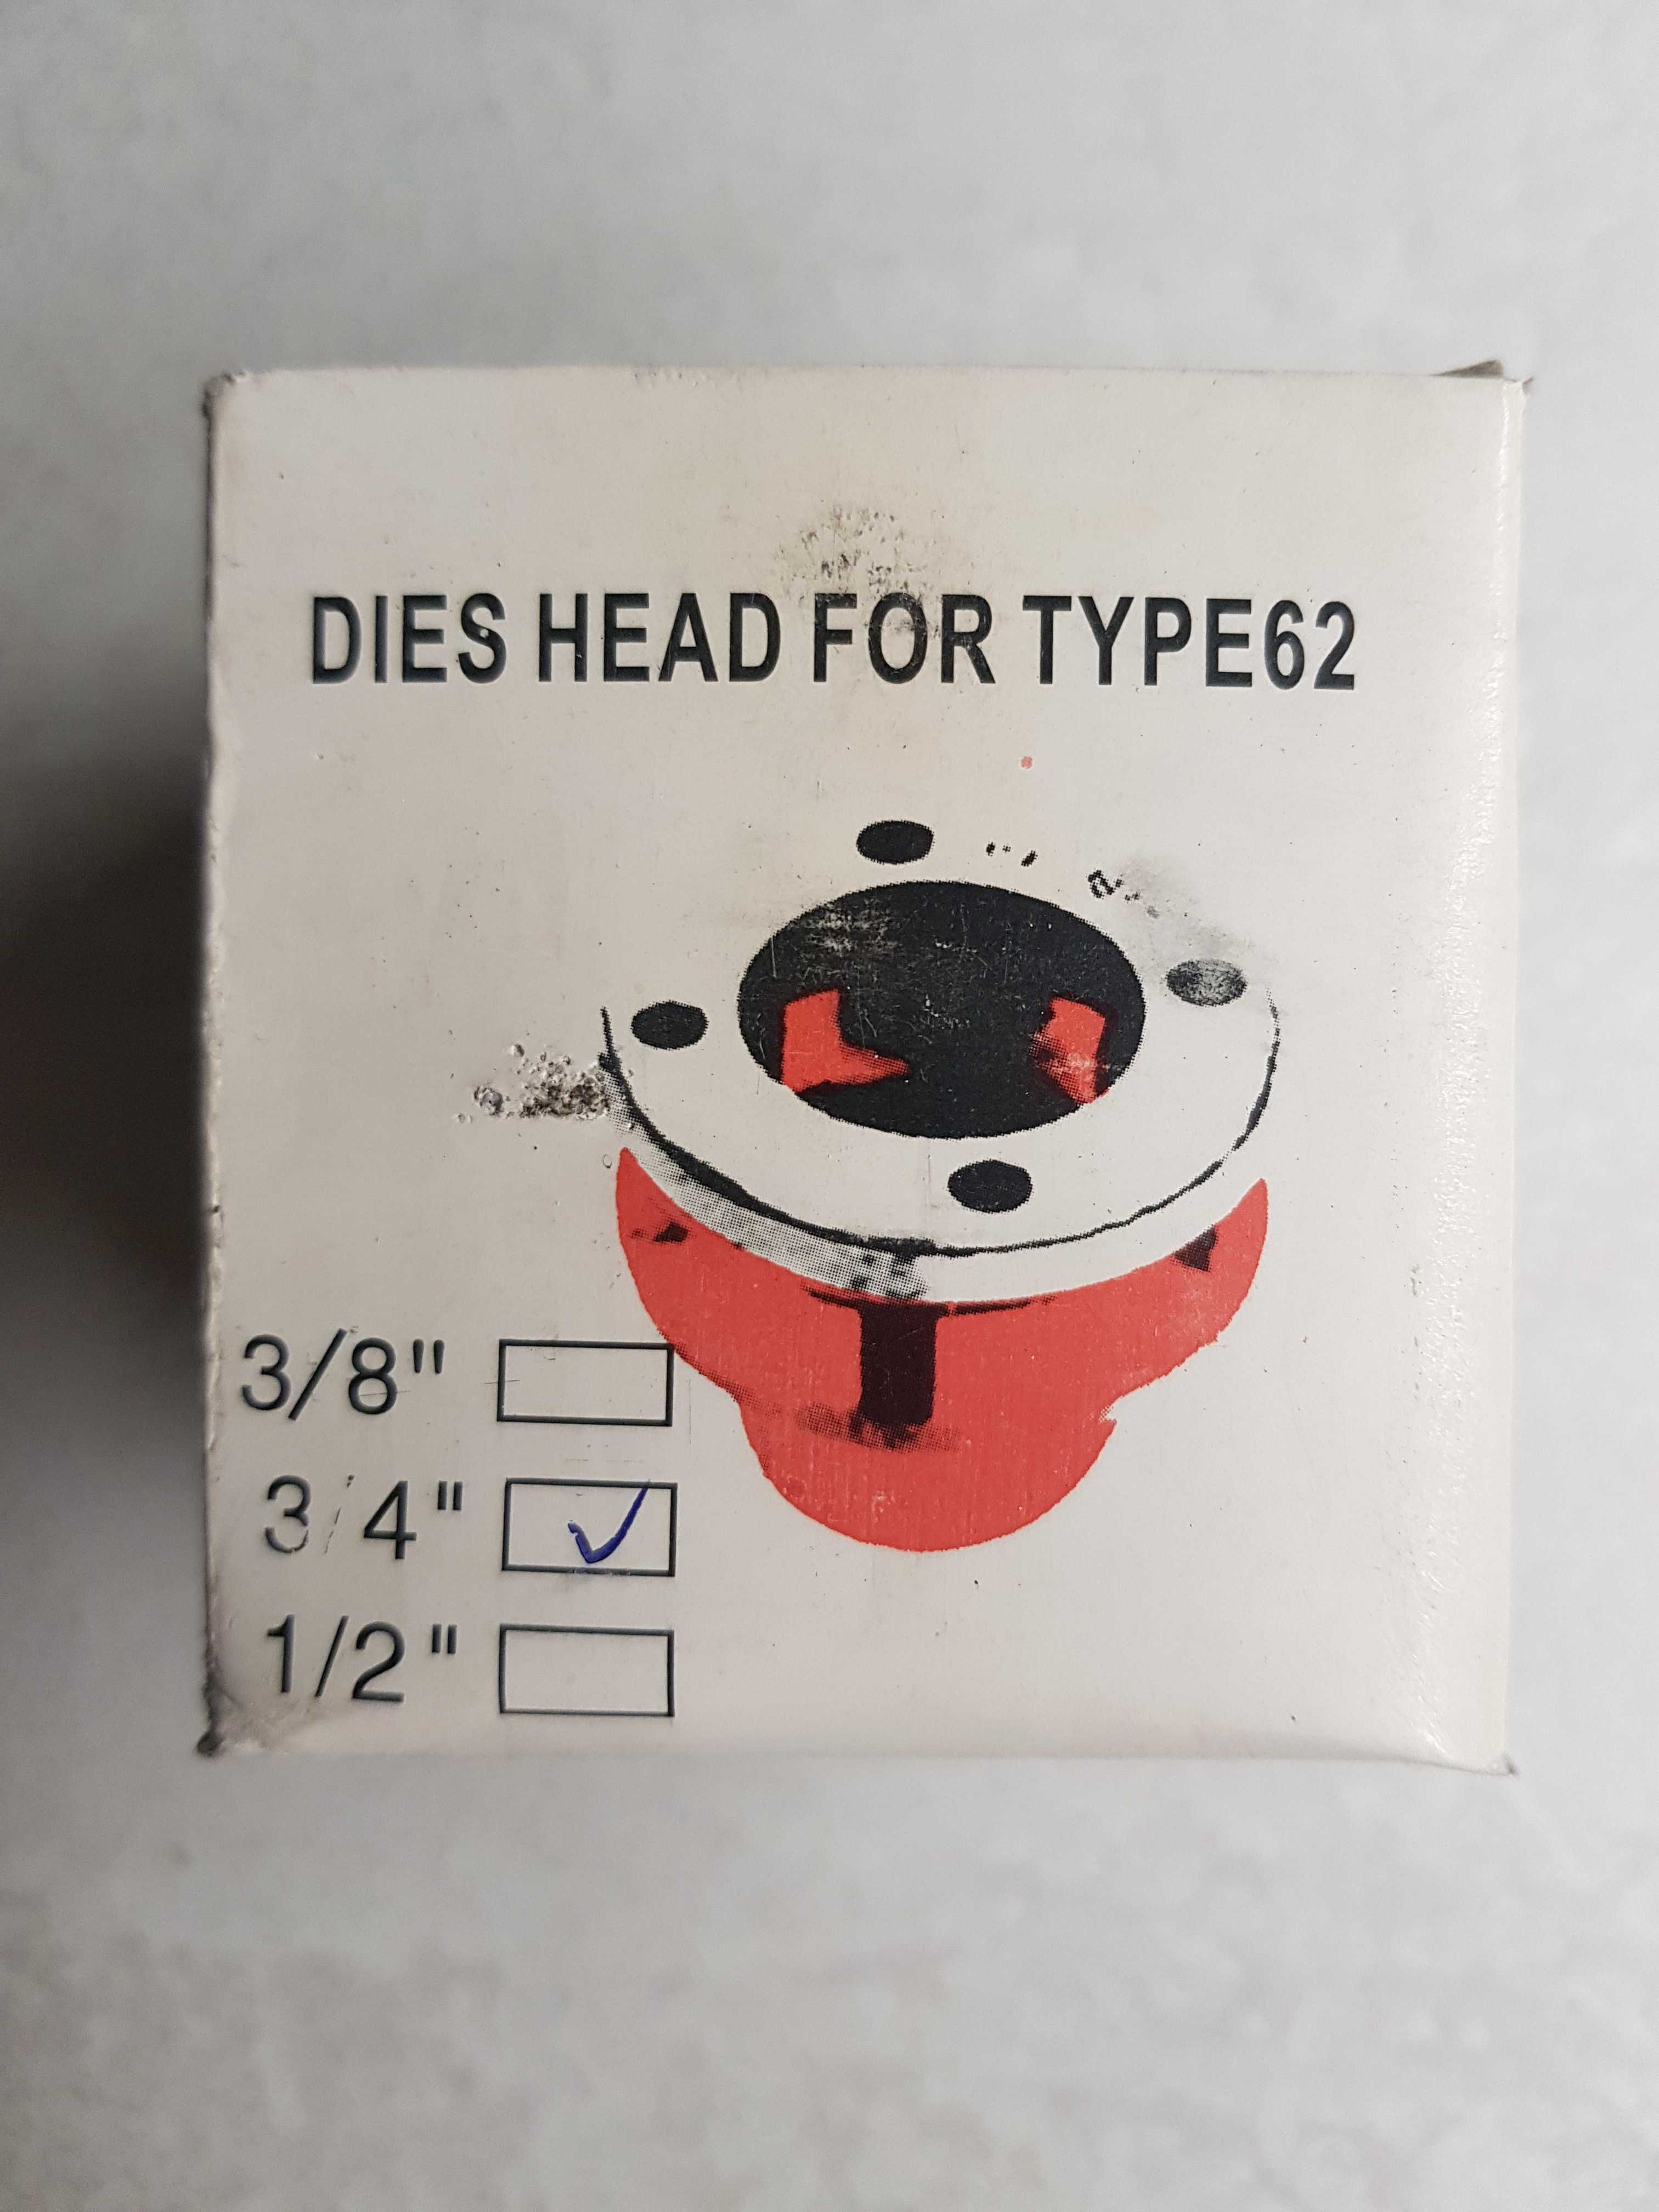 DIES HEAD FOR TYPE62
3/8"
3/4"
1/2"